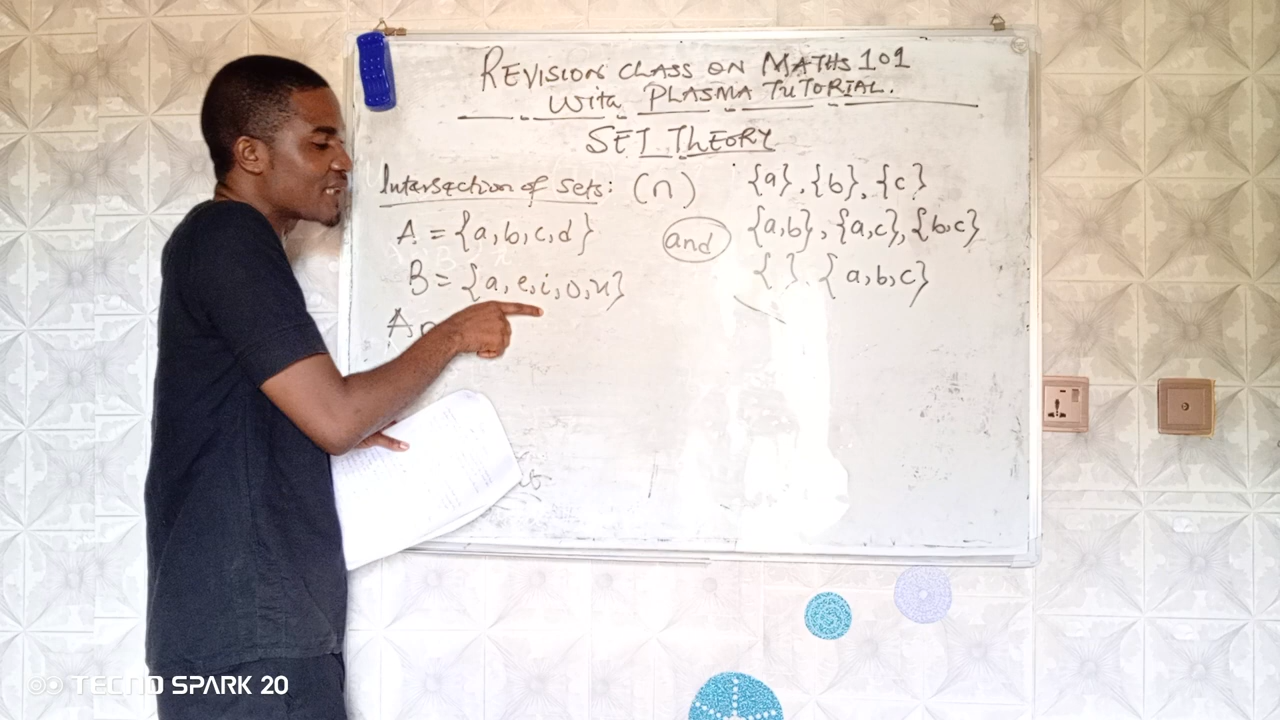 REVISION CLASS ON MATHS 101
With PLASMA TUTORIAL.
SET THEORY
Intersection of sets: (n)
A = {a, b, c, d}
B = {a, e, i, o, u}
A n
and
{a}, {b}, {c}
{a,b}, {a,c}, {b,c}
{ }, { a, b, c}
TECNO SPARK 20